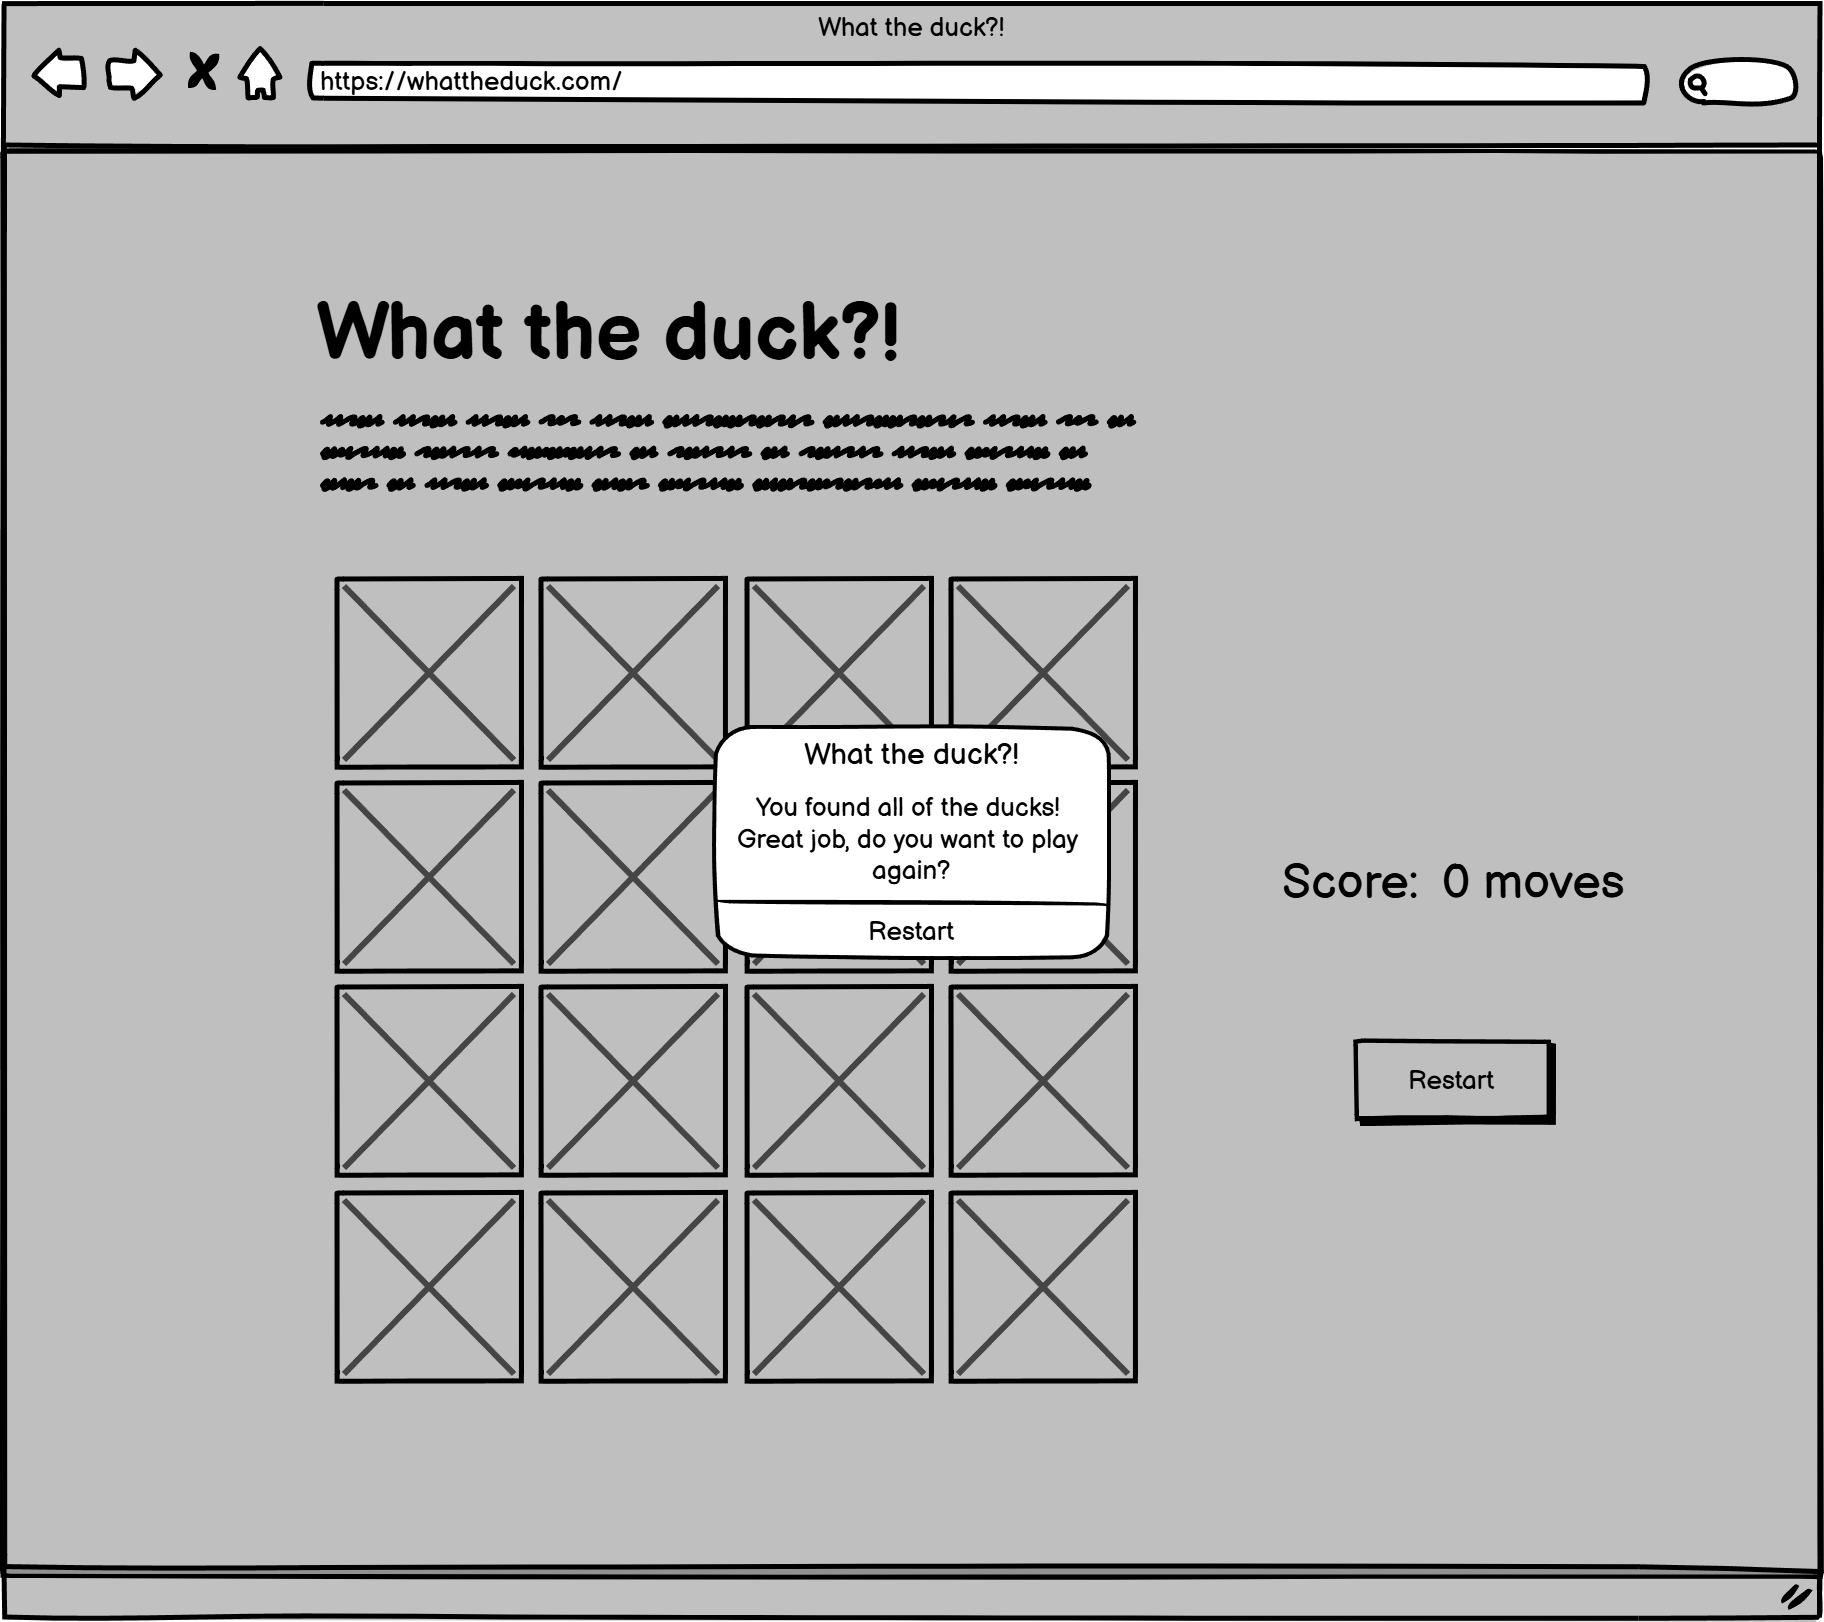 What the duck?!
https://whattheduck.com/
What the duck?!
What the duck?!
You found all of the ducks!
Great job, do you want to play
again?
Restart
Score: 0 moves
Restart